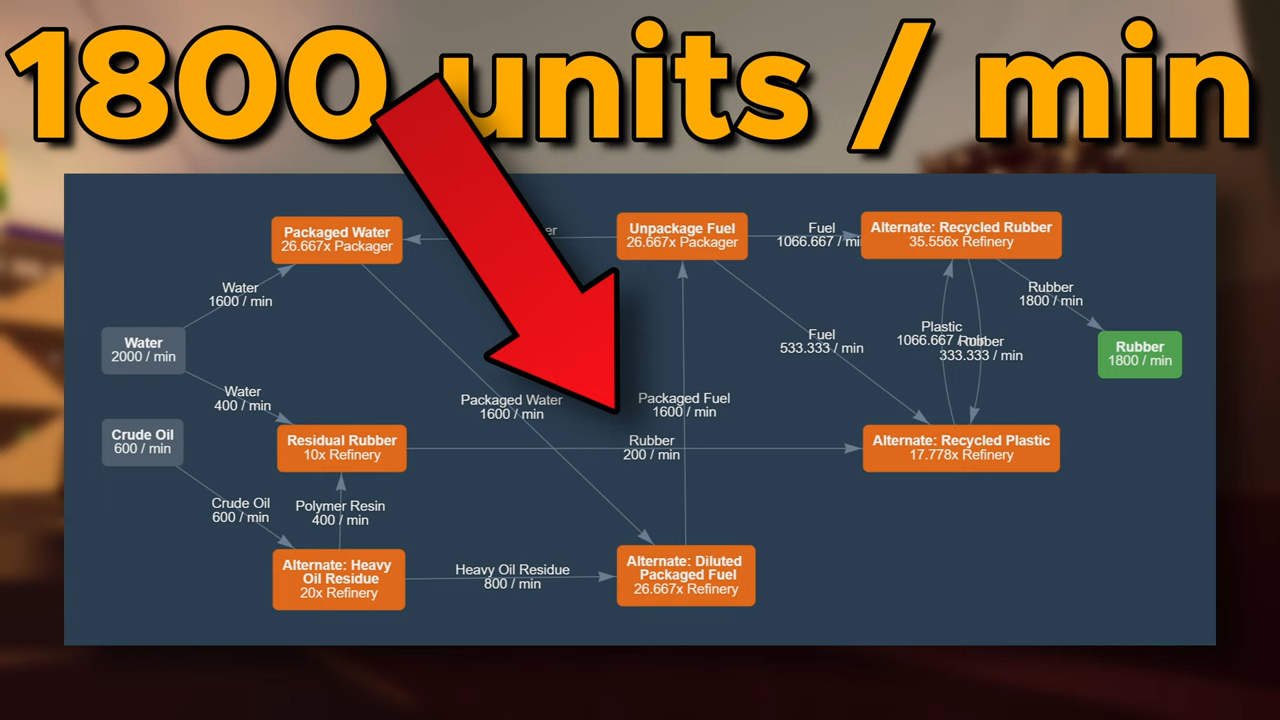 1800 units / min
Packaged Water
26.667x Packager
Unpackage Fuel
26.667x Packager
Fuel
1066.667 / mi
Alternate: Recycled Rubber
35.556x Refinery
Water
1600 / min
Rubber
1800 / min
Water
2000 / min
Fuel
533.333 / min
Plastic
1066.667 / min
Rubber
333.333 / min
Rubber
1800 / min
Water
400 / min
Packaged Water
1600 / min
Packaged Fuel
1600 / min
Crude Oil
600 / min
Residual Rubber
10x Refinery
Rubber
200 / min
Alternate: Recycled Plastic
17.778x Refinery
Crude Oil
600 / min
Polymer Resin
400 / min
Alternate: Heavy
Oil Residue
20x Refinery
Heavy Oil Residue
800 / min
Alternate: Diluted
Packaged Fuel
26.667x Refinery